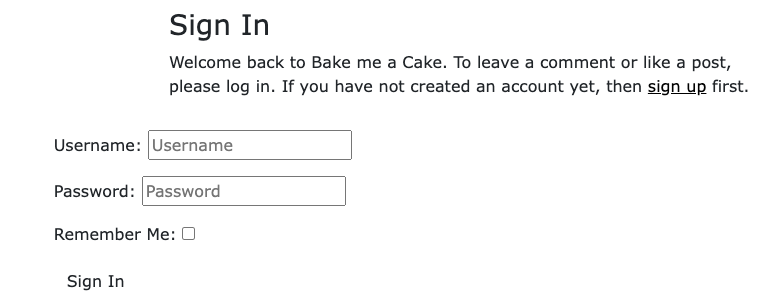 Sign In
Welcome back to Bake me a Cake. To leave a comment or like a post,
please log in. If you have not created an account yet, then sign up first.
Username: Username
Password: Password
Remember Me:
Sign In